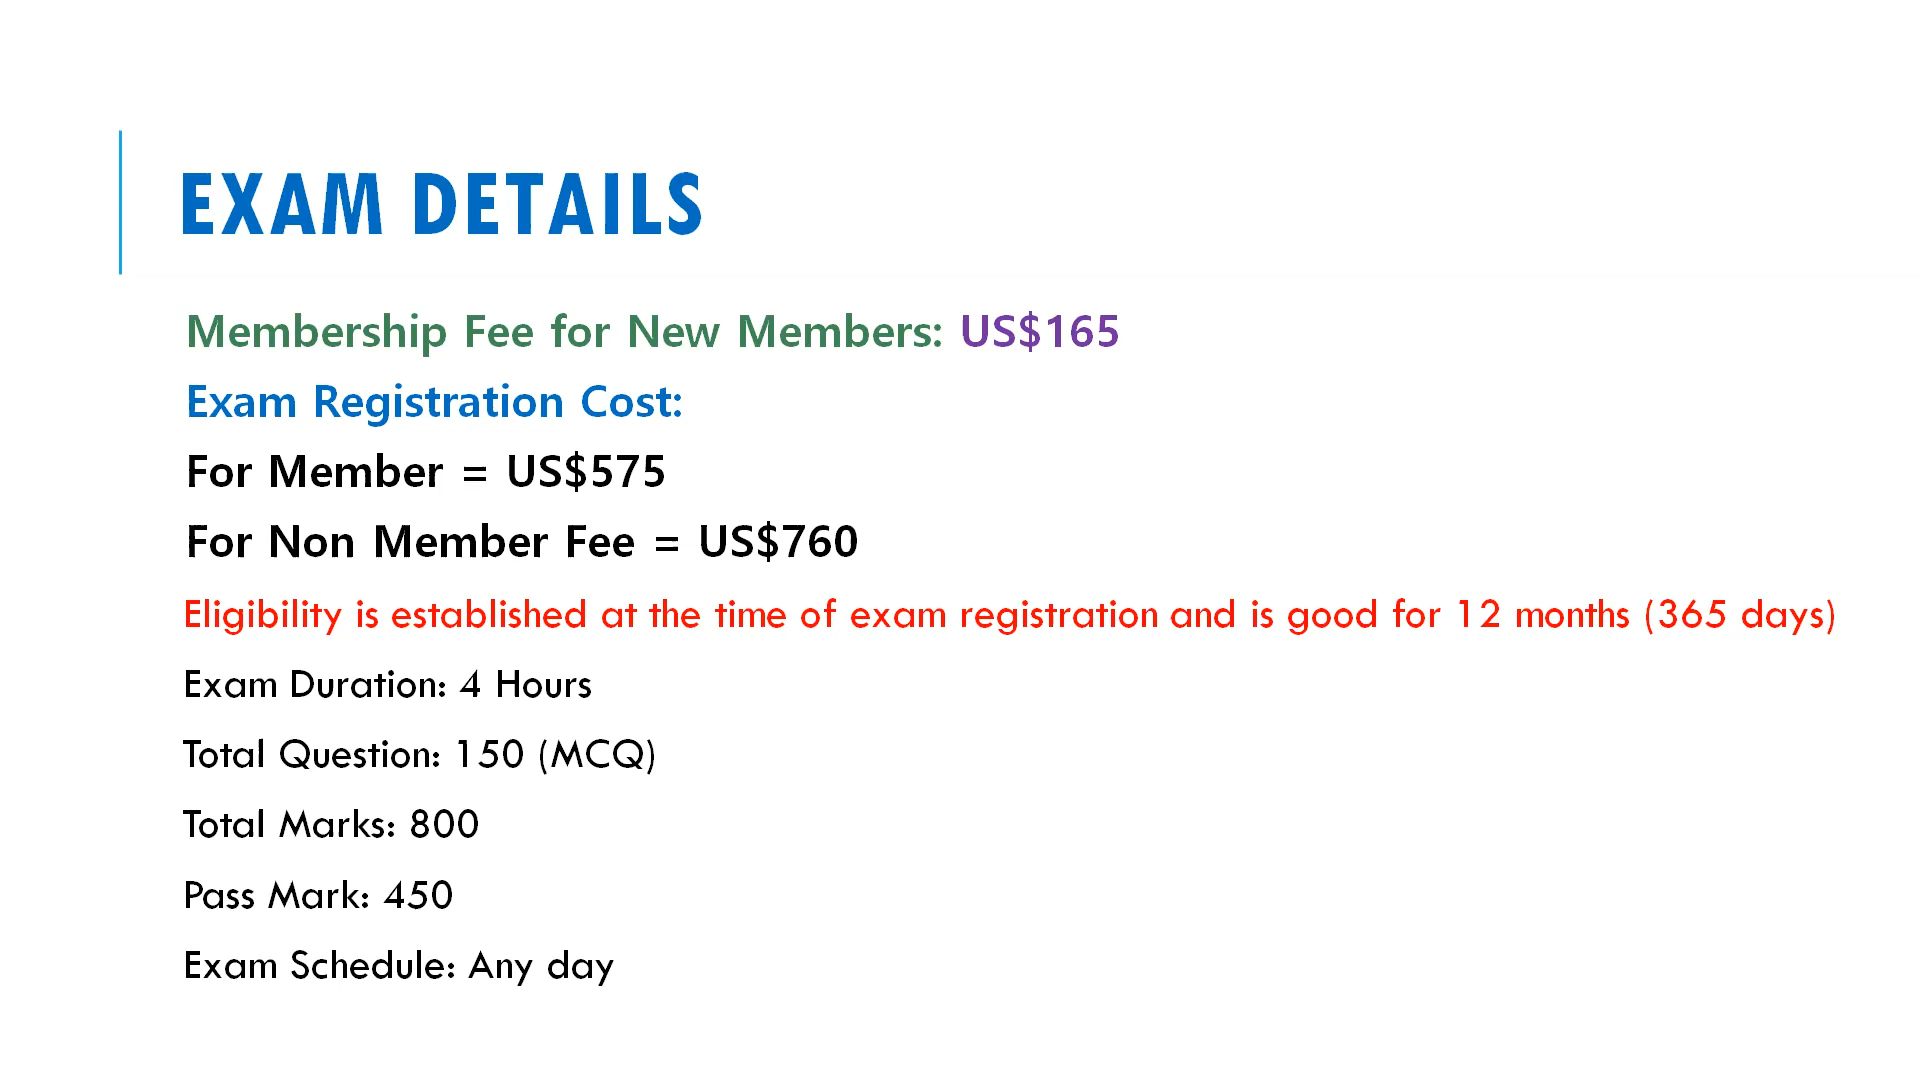 EXAM DETAILS
Membership Fee for New Members: US$165
Exam Registration Cost:
For Member = US$575
For Non Member Fee = US$760
Eligibility is established at the time of exam registration and is good for 12 months (365 days)
Exam Duration: 4 Hours
Total Question: 150 (MCQ)
Total Marks: 800
Pass Mark: 450
Exam Schedule: Any day